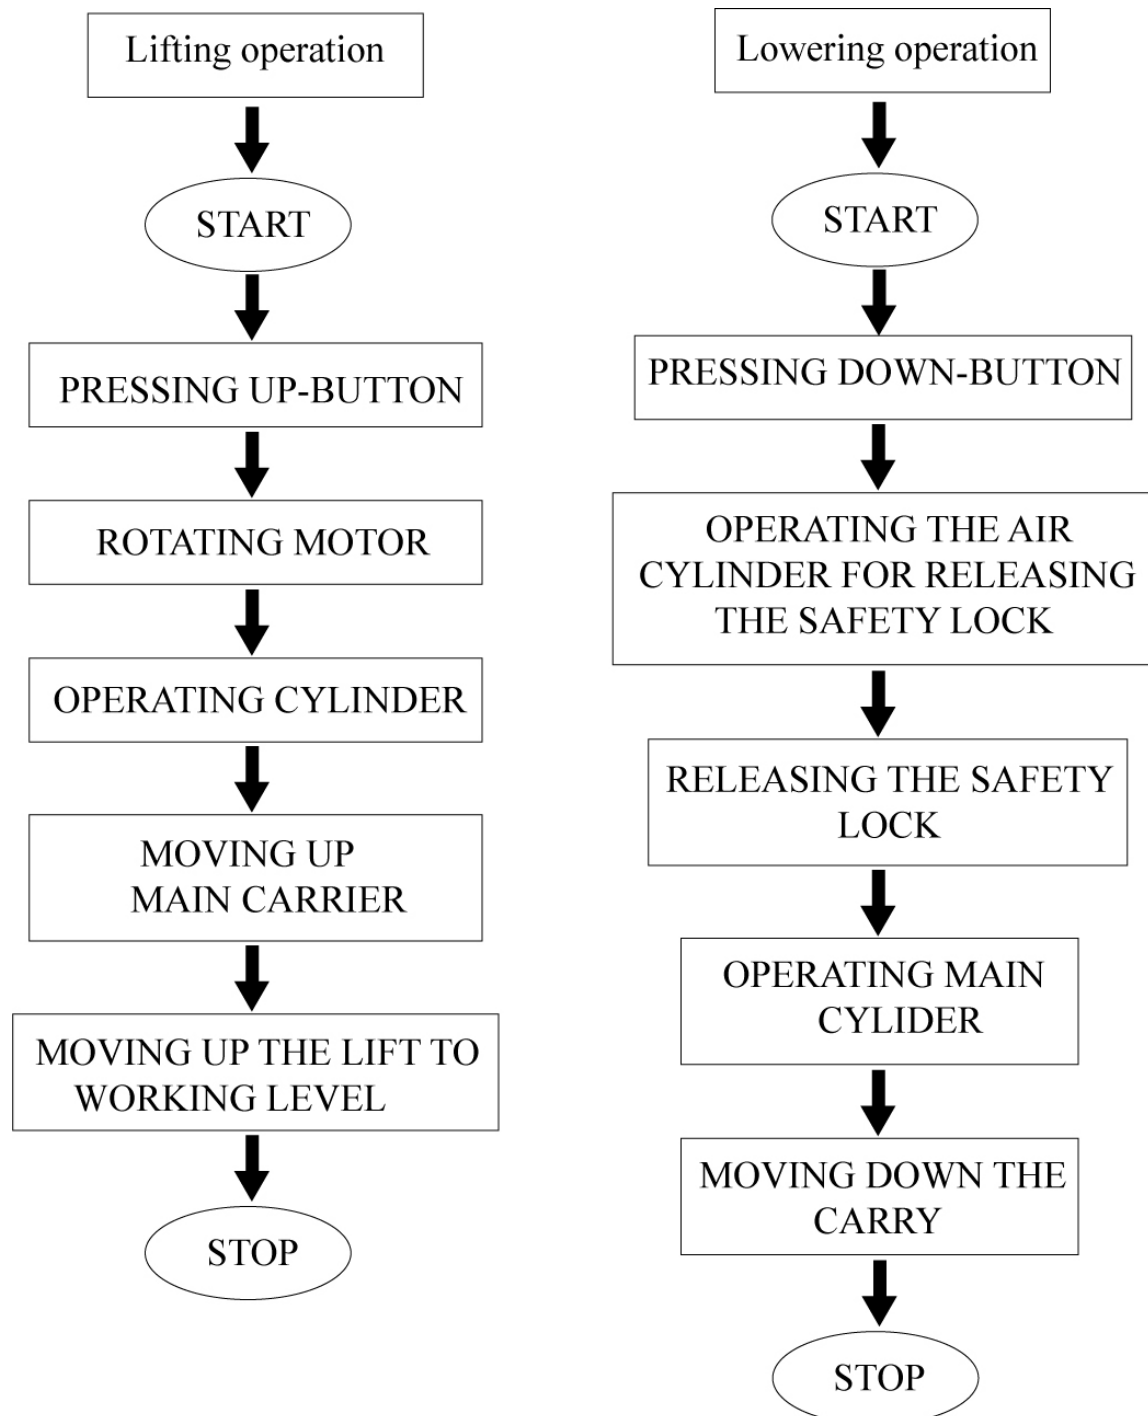 Lifting operation
START
PRESSING UP-BUTTON
ROTATING MOTOR
OPERATING CYLINDER
MOVING UP
MAIN CARRIER
MOVING UP THE LIFT TO
WORKING LEVEL
STOP
Lowering operation
START
PRESSING DOWN-BUTTON
OPERATING THE AIR
CYLINDER FOR RELEASING
THE SAFETY LOCK
RELEASING THE SAFETY
LOCK
OPERATING MAIN
CYLIDER
MOVING DOWN THE
CARRY
STOP